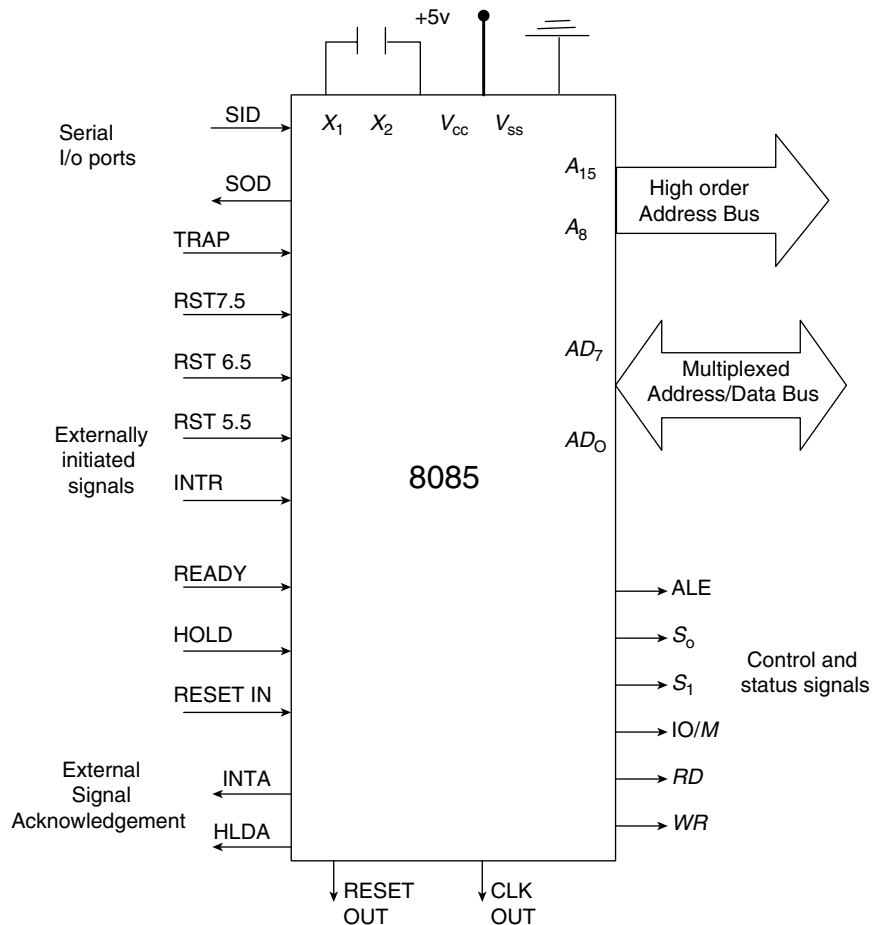 +5v
X1 X2 Vcc Vss
Serial
I/o ports
SID
SOD
TRAP
RST7.5
RST 6.5
RST 5.5
INTR
Externally
initiated
signals
READY
HOLD
RESET IN
External
Signal
Acknowledgement
INTA
HLDA
8085
A15
A8
High order
Address Bus
AD7
ADO
Multiplexed
Address/Data Bus
ALE
So
S1
IO/M
RD
WR
Control and
status signals
RESET
OUT
CLK
OUT